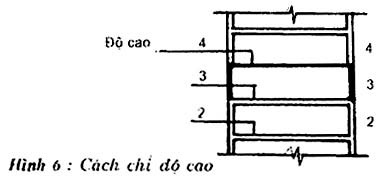 Độ cao 4 4
3 3
2 2
Hình 6 : Cách chỉ độ cao